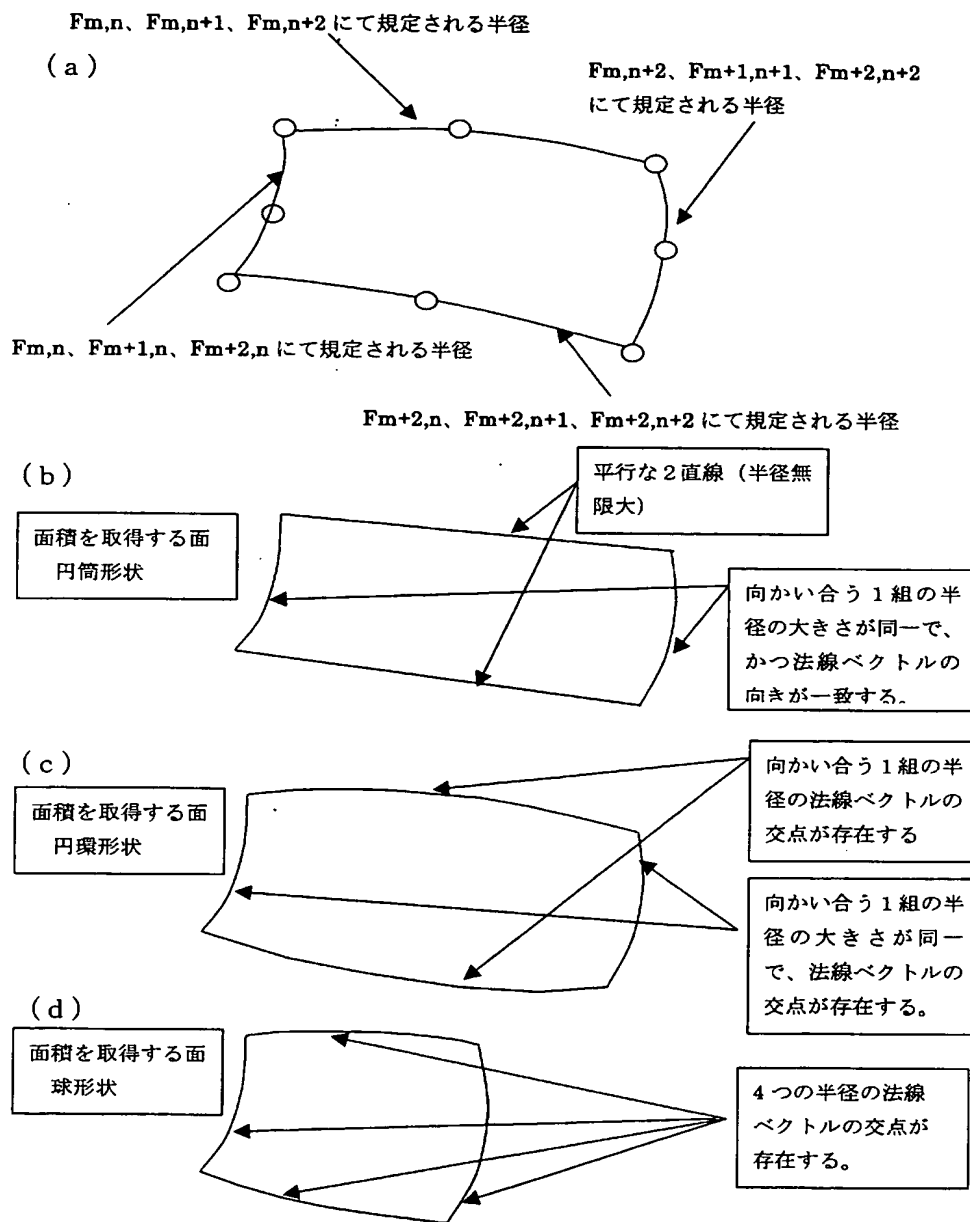 Fm,n、Fm,n+1、Fm,n+2 にて規定される半径
(a)
Fm,n+2、Fm+1,n+1、Fm+2,n+2
にて規定される半径
Fm,n、Fm+1,n、Fm+2,n にて規定される半径
Fm+2,n、Fm+2,n+1、Fm+2,n+2 にて規定される半径
(b)
平行な2直線（半径無
限大）
面積を取得する面
円筒形状
向かい合う1組の半
径の大きさが同一で、
かつ法線ベクトルの
向きが一致する。
(c)
向かい合う1組の半
径の法線ベクトルの
交点が存在する
面積を取得する面
円環形状
向かい合う1組の半
径の大きさが同一
で、法線ベクトルの
交点が存在する。
(d)
面積を取得する面
球形状
4つの半径の法線
ベクトルの交点が
存在する。